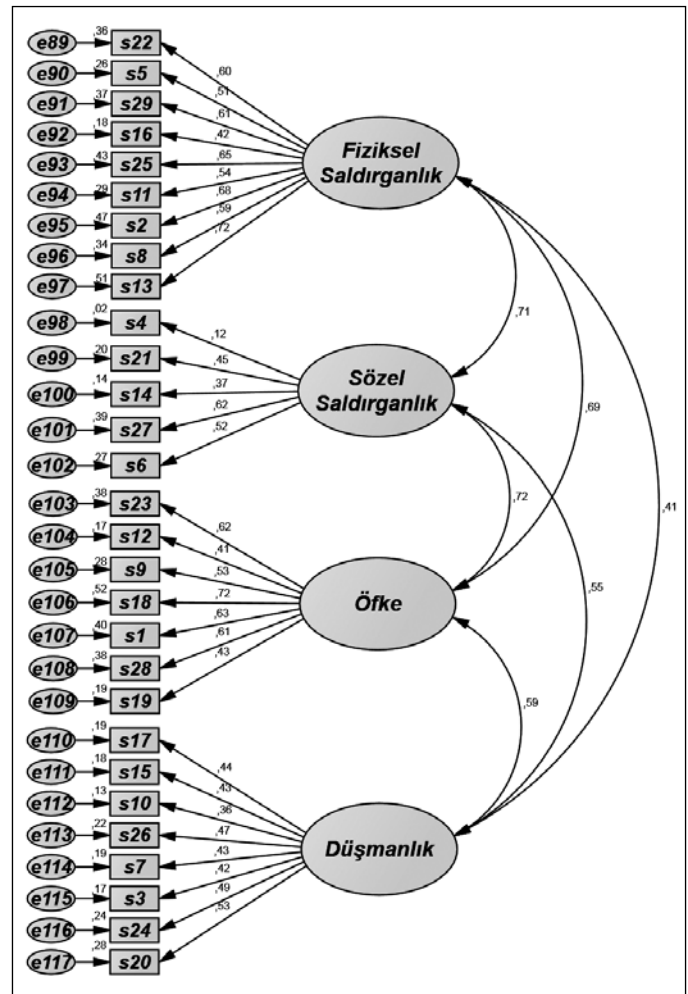 e89 ,36 s22
e90 ,26 s5
e91 ,37 s29
e92 ,18 s16
e93 ,43 s25
e94 ,29 s11
e95 ,47 s2
e96 ,34 s8
e97 ,51 s13
,60
,51
,61
,42
,65
,54
,68
,59
,72
Fiziksel
Saldırganlık
e98 ,02 s4
e99 ,20 s21
e100 ,14 s14
e101 ,39 s27
e102 ,27 s6
,12
,45
,37
,62
,52
Sözel
Saldırganlık
e103 ,38 s23
e104 ,17 s12
e105 ,28 s9
e106 ,52 s18
e107 ,40 s1
e108 ,38 s28
e109 ,19 s19
,62
,41
,53
,72
,63
,61
,43
Öfke
e110 ,19 s17
e111 ,18 s15
e112 ,13 s10
e113 ,22 s26
e114 ,19 s7
e115 ,17 s3
e116 ,24 s24
e117 ,28 s20
,44
,43
,36
,47
,43
,42
,49
,53
Düşmanlık
,71
,69
,41
,72
,55
,59